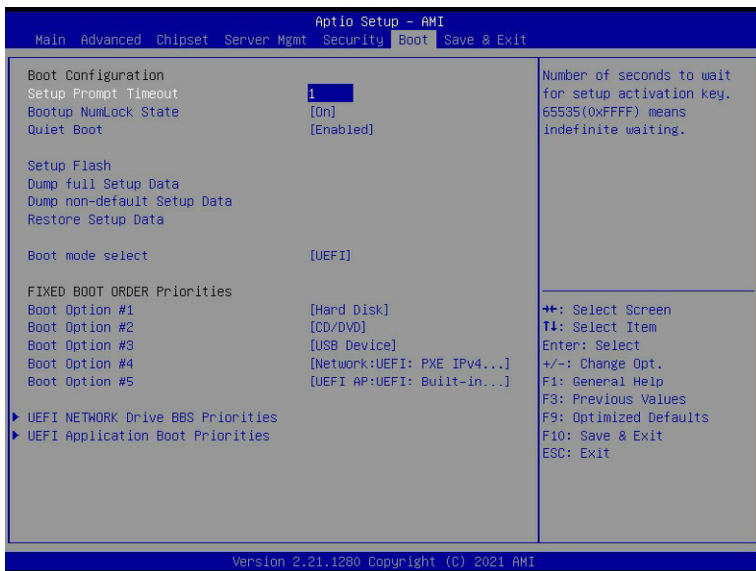 Aptio Setup - AMI
Main Advanced Chipset Server Mgmt Security Boot Save & Exit
Boot Configuration
Setup Prompt Timeout 1
Bootup NumLock State [On]
Quiet Boot [Enabled]
Setup Flash
Dump full Setup Data
Dump non-default Setup Data
Restore Setup Data
Boot mode select [UEFI]
FIXED BOOT ORDER Priorities
Boot Option #1 [Hard Disk]
Boot Option #2 [CD/DVD]
Boot Option #3 [USB Device]
Boot Option #4 [Network:UEFI: PXE IPv4...]
Boot Option #5 [UEFI AP:UEFI: Built-in...]
UEFI NETWORK Drive BBS Priorities
UEFI Application Boot Priorities
Number of seconds to wait
for setup activation key.
65535(0xFFFF) means
indefinite waiting.
→←: Select Screen
↑↓: Select Item
Enter: Select
+/-: Change Opt.
F1: General Help
F3: Previous Values
F9: Optimized Defaults
F10: Save & Exit
ESC: Exit
Version 2.21.1280 Copyright (C) 2021 AMI